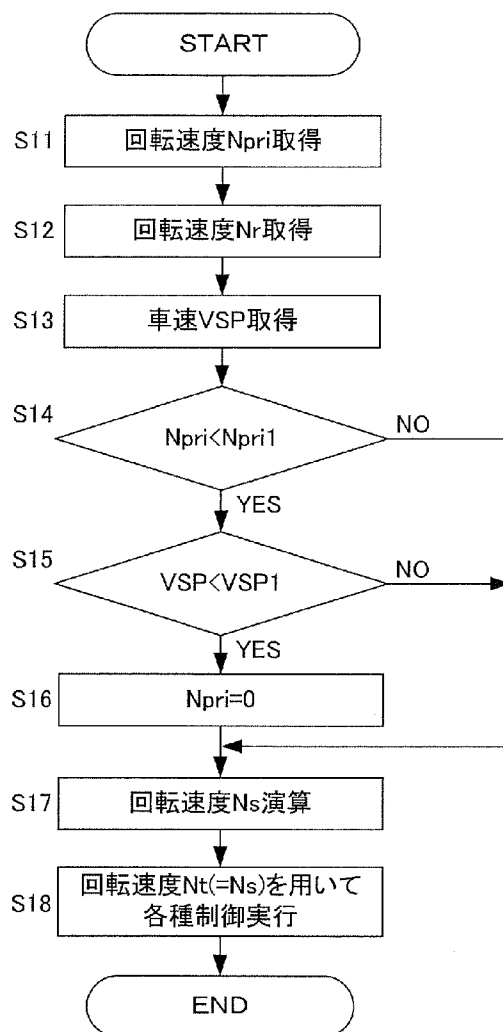 START
S11 回転速度Npri取得
S12 回転速度Nr取得
S13 車速VSP取得
S14 Npri<Npri1 NO
YES
S15 VSP<VSP1 NO
YES
S16 Npri=0
S17 回転速度Ns演算
S18 回転速度Nt(=Ns)を用いて
各種制御実行
END